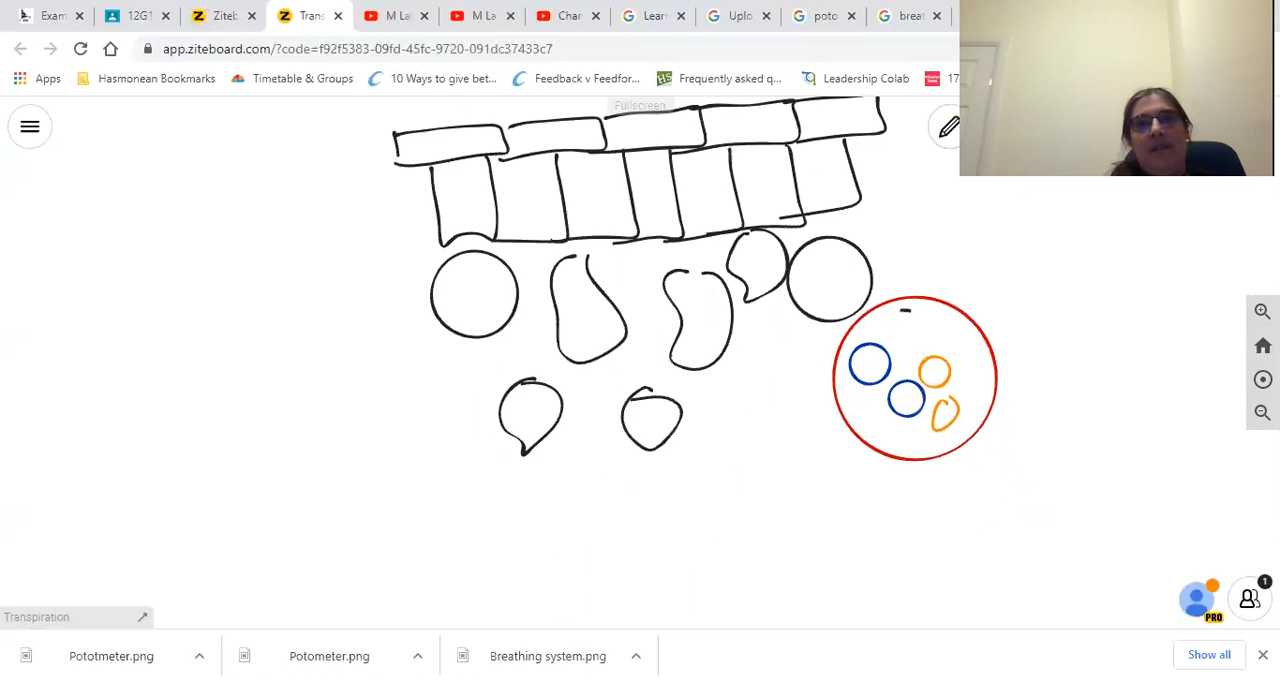 Exam
12G1
Ziteb
Trans
M Lal
M La
Char
Learn
Uplo
poto
breat
app.ziteboard.com/?code=f92f5383-09fd-45fc-9720-091dc37433c7
Apps
Hasmonean Bookmarks
Timetable & Groups
10 Ways to give bet...
Feedback v Feedfor...
Frequently asked q...
Leadership Colab
17
Fullscreen
1
PRO
Transpiration
Pototmeter.png
Potometer.png
Breathing system.png
Show all